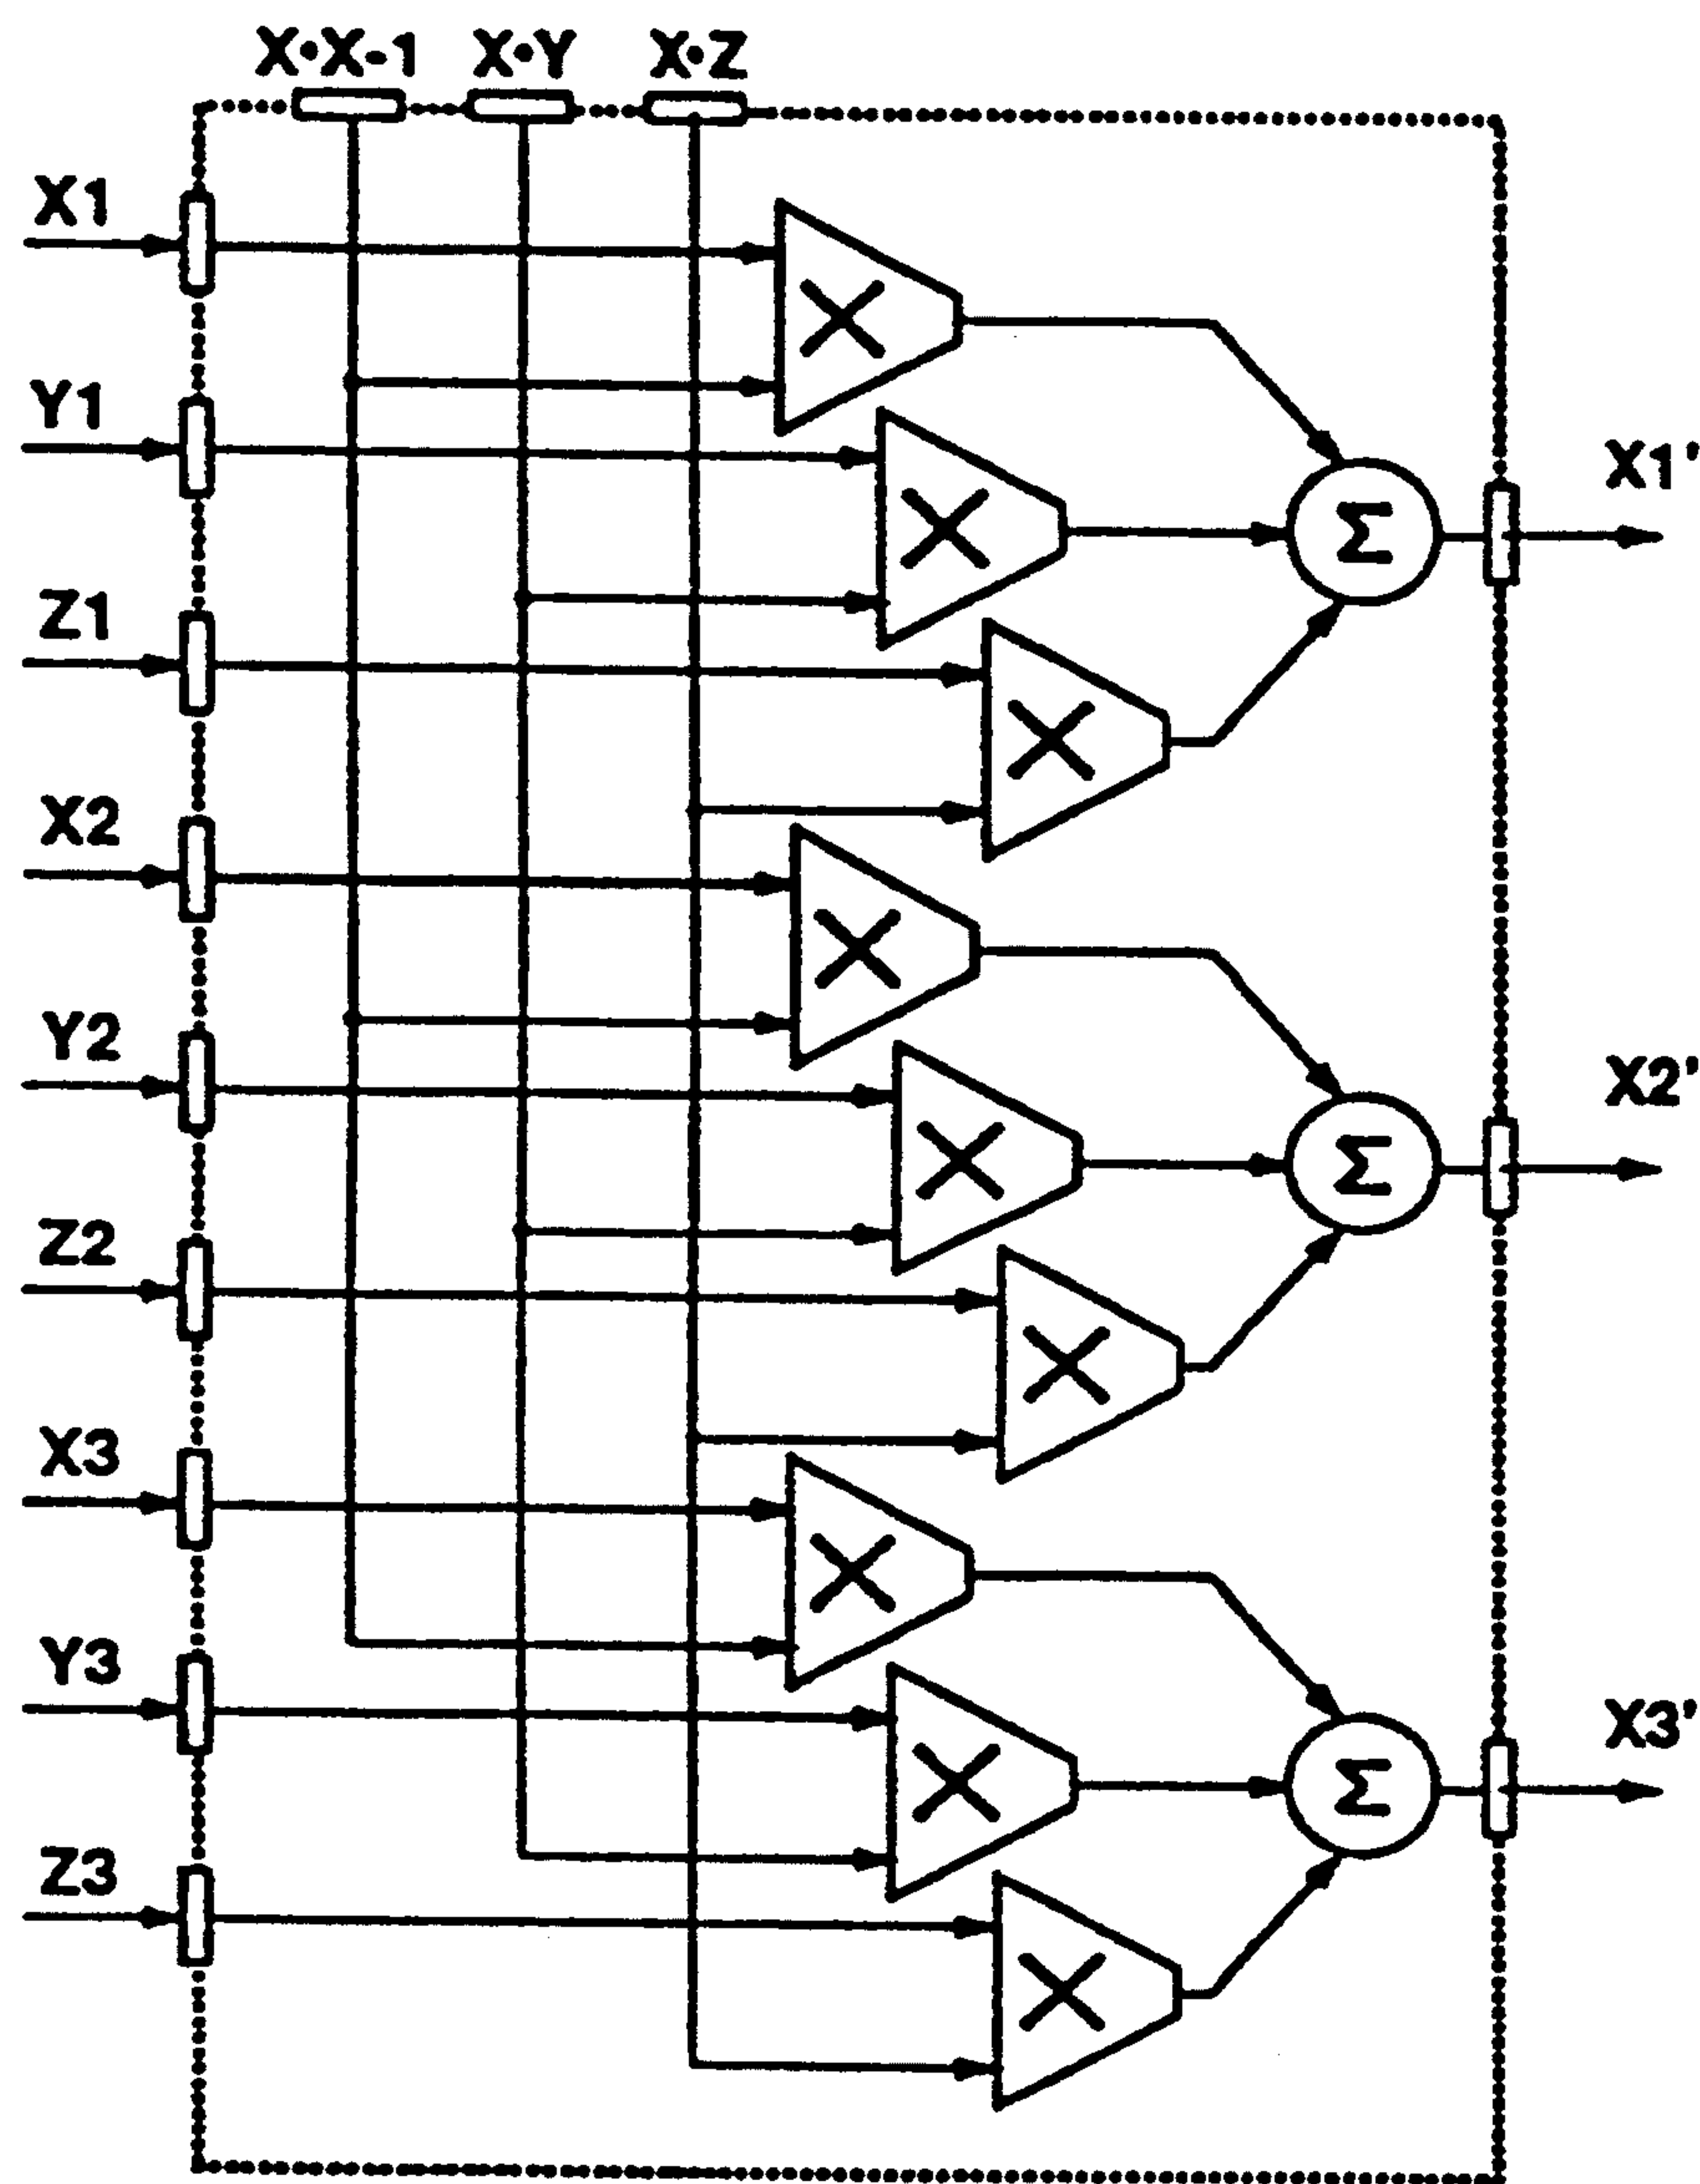 X•X-1 X•Y X•Z
X1
Y1
X1'
Σ
Z1
X2
Y2
X2'
Σ
Z2
X3
Y3
X3'
Σ
Z3